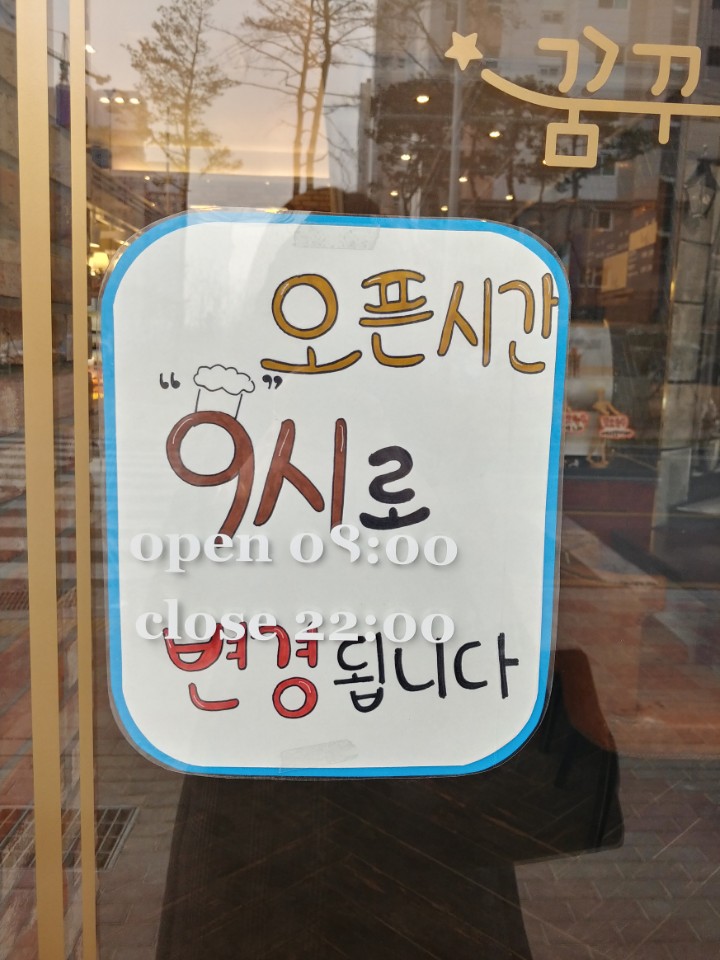 꿈꾸
오픈시간
“9시로
open 08:00
close 22:00
변경됩니다